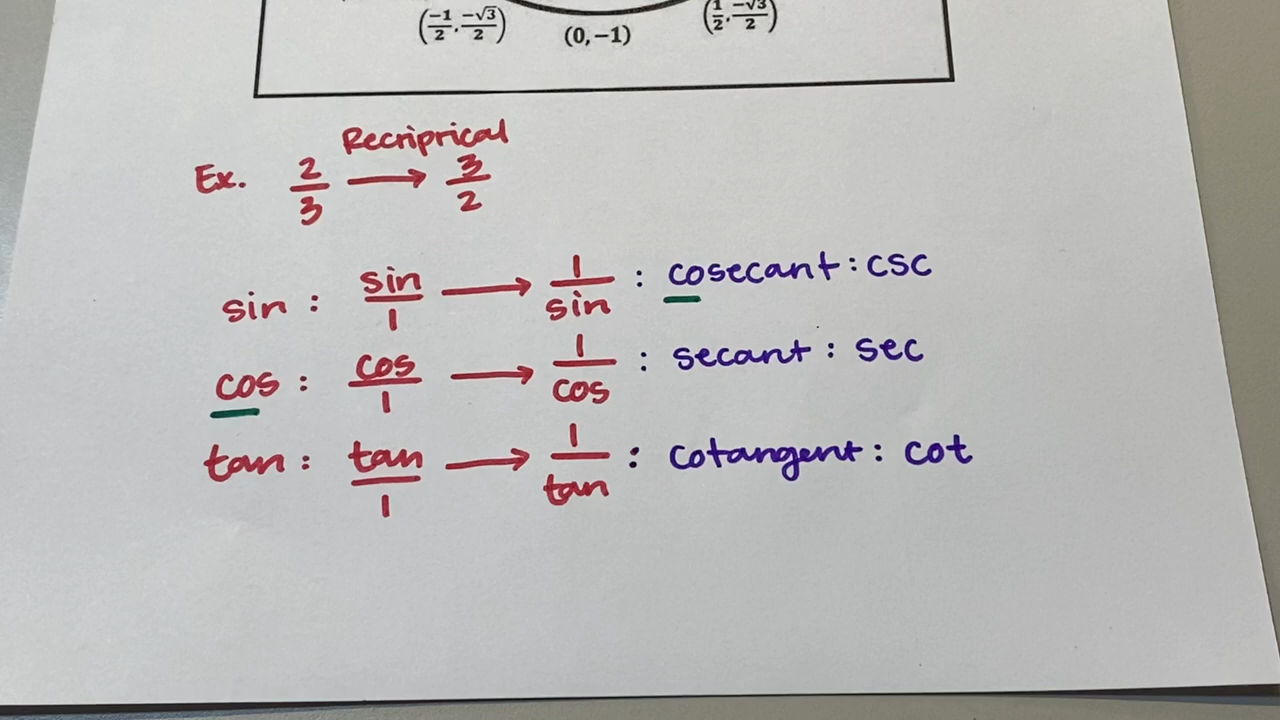 (-1/2, -√3/2) (0, -1) (1/2, -√3/2)
Recriprical
Ex. 2/3 → 3/2
sin : sin/1 → 1/sin : cosecant : csc
cos : cos/1 → 1/cos : secant : sec
tan : tan/1 → 1/tan : cotangent : cot